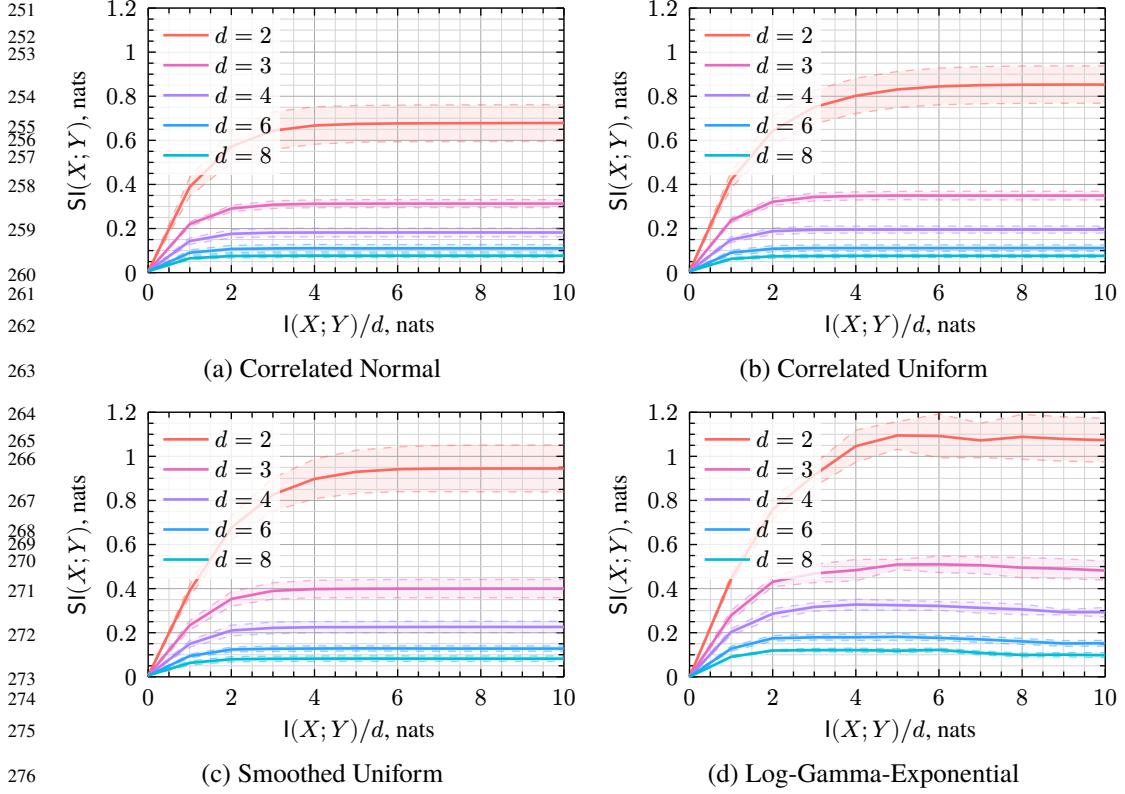 251
252
253
254
255
256
257
258
259
260
261
262
263
264
265
266
267
268
269
270
271
272
273
274
275
276
1.2
1
0.8
0.6
0.4
0.2
0
SI(X; Y), nats
d = 2
d = 3
d = 4
d = 6
d = 8
0 2 4 6 8 10
I(X; Y)/d, nats
(a) Correlated Normal
1.2
1
0.8
0.6
0.4
0.2
0
SI(X; Y), nats
d = 2
d = 3
d = 4
d = 6
d = 8
0 2 4 6 8 10
I(X; Y)/d, nats
(b) Correlated Uniform
1.2
1
0.8
0.6
0.4
0.2
0
SI(X; Y), nats
d = 2
d = 3
d = 4
d = 6
d = 8
0 2 4 6 8 10
I(X; Y)/d, nats
(c) Smoothed Uniform
1.2
1
0.8
0.6
0.4
0.2
0
SI(X; Y), nats
d = 2
d = 3
d = 4
d = 6
d = 8
0 2 4 6 8 10
I(X; Y)/d, nats
(d) Log-Gamma-Exponential